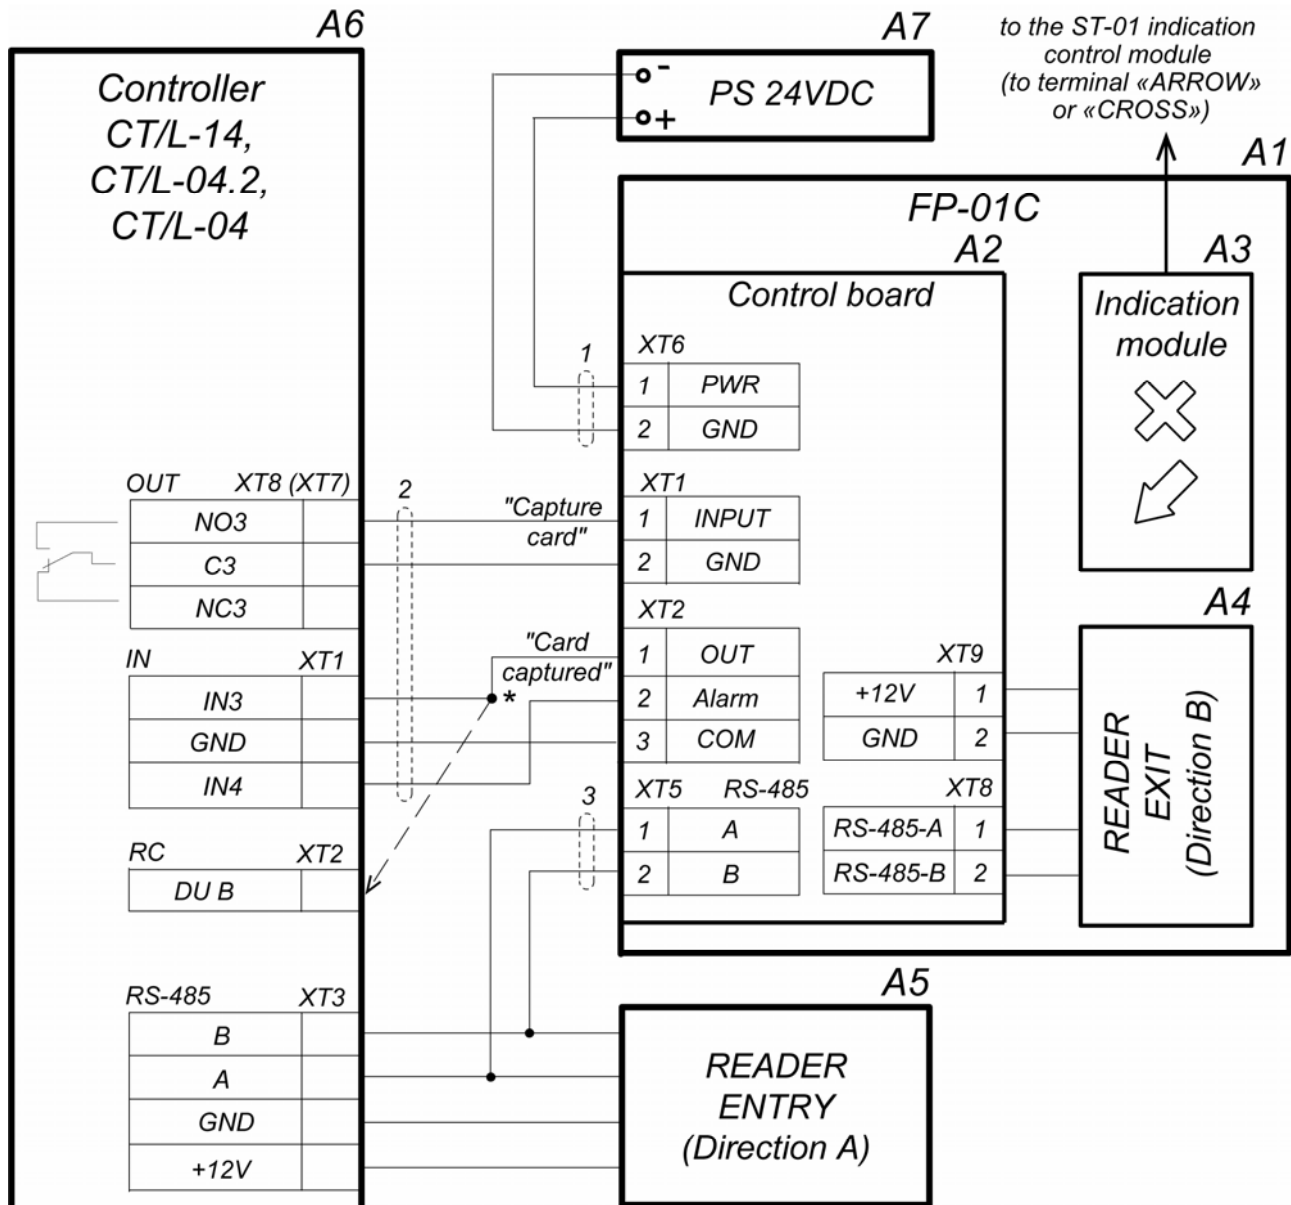 A6
Controller
CT/L-14,
CT/L-04.2,
CT/L-04
A7
- 
+
PS 24VDC
to the ST-01 indication
control module
(to terminal «ARROW»
or «CROSS»)
A1
FP-01C
A2
Control board
A3
Indication
module
1
XT6
1 PWR
2 GND
OUT XT8 (XT7)
NO3
C3
NC3
2
"Capture
card"
XT1
1 INPUT
2 GND
IN XT1
IN3
GND
IN4
"Card
captured"
*
XT2
1 OUT
2 Alarm
3 COM
XT9
+12V 1
GND 2
A4
READER
EXIT
(Direction B)
RC XT2
DU B
3
XT5 RS-485
1 A
2 B
XT8
RS-485-A 1
RS-485-B 2
RS-485 XT3
B
A
GND
+12V
A5
READER
ENTRY
(Direction A)